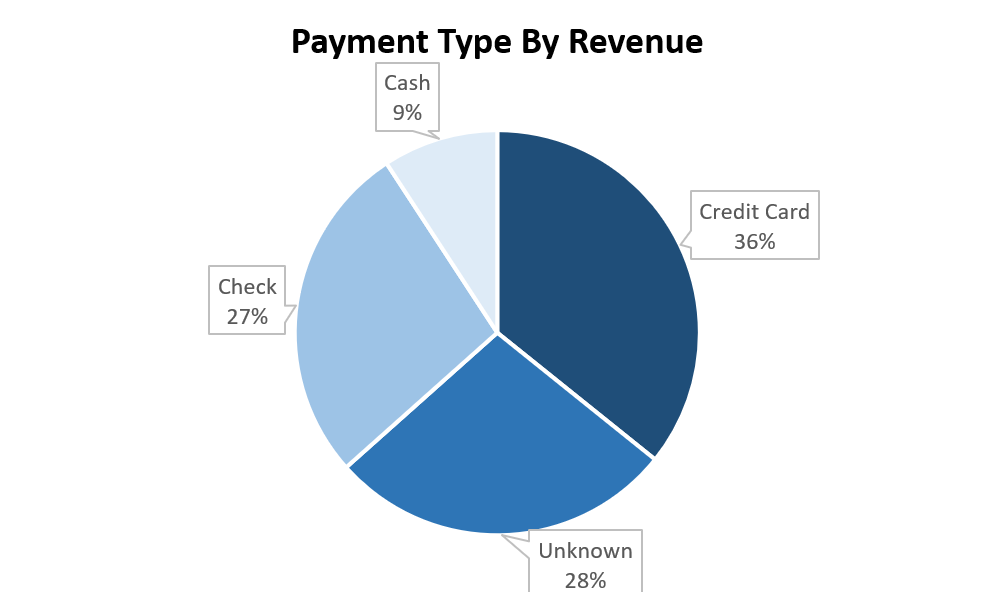 Payment Type By Revenue
Cash
9%
Credit Card
36%
Check
27%
Unknown
28%